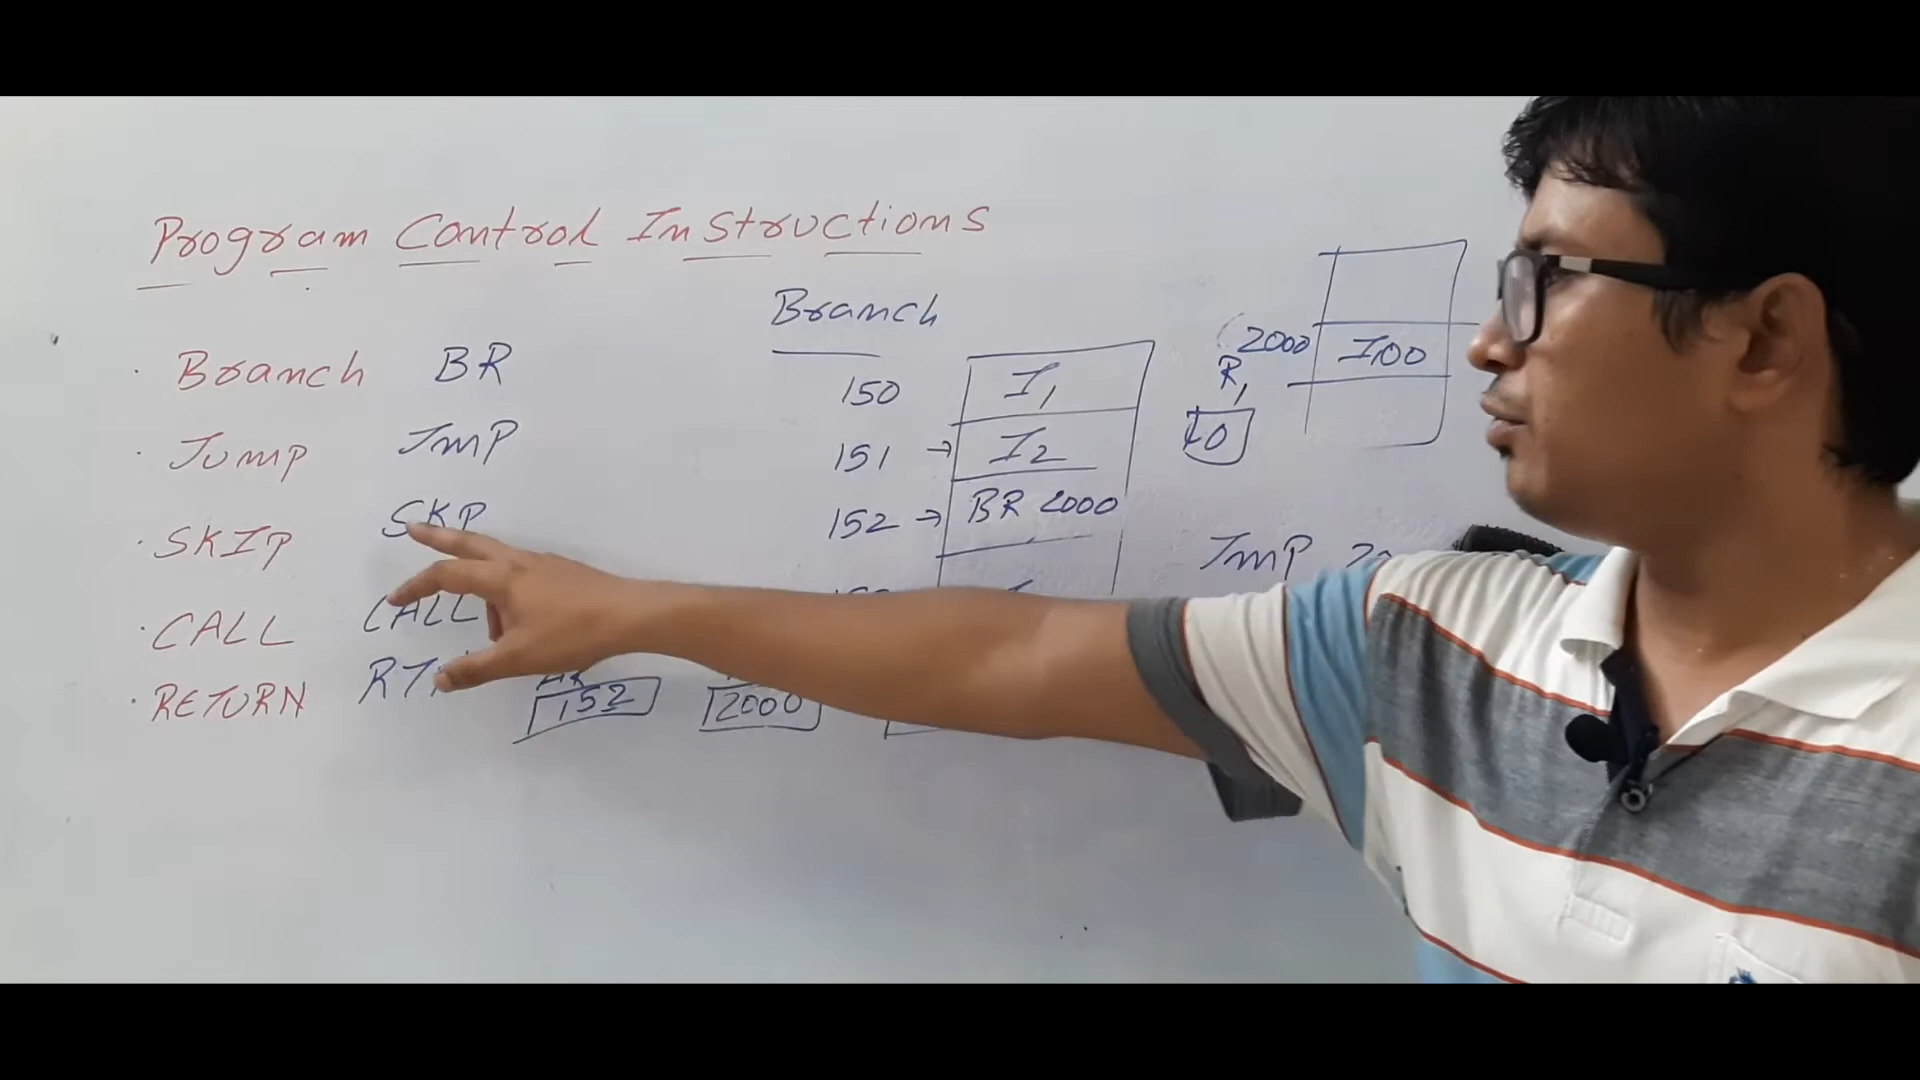 Program Control Instructions
· Branch BR
· Jump JMP
· SKIP SKP
· CALL CALL
· RETURN
Branch
150 I1
151 → I2
152 → BR 2000
152
2000
2000 I100
R1
10
JMP